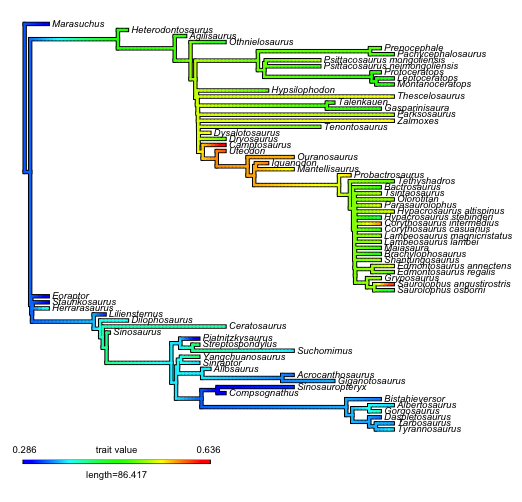 Marasuchus
Heterodontosaurus
Agilisaurus
Othnielosaurus
Prenocephale
Pachycephalosaurus
Psittacosaurus mongoliensis
Psittacosaurus neimongoliensis
Protoceratops
Leptoceratops
Montanoceratops
Hypsilophodon
Thescelosaurus
Talenkauen
Gasparinisaura
Parksosaurus
Zalmoxes
Tenontosaurus
Dysalotosaurus
Dryosaurus
Camptosaurus
Uteodon
Ouranosaurus
Iguanodon
Mantellisaurus
Probactrosaurus
Tethyshadros
Bactrosaurus
Tsintaosaurus
Olorotitan
Parasaurolophus
Hypacrosaurus altispinus
Hypacrosaurus stebingeri
Corythosaurus intermedius
Corythosaurus casuarius
Lambeosaurus magnicristatus
Lambeosaurus lambei
Maiasaura
Brachylophosaurus
Shantungosaurus
Edmontosaurus annectens
Edmontosaurus regalis
Gryposaurus
Saurolophus angustirostris
Saurolophus osborni
Eoraptor
Staurikosaurus
Herrarasaurus
Liliensternus
Dilophosaurus
Ceratosaurus
Sinosaurus
Piatnitzkysaurus
Streptospondylus
Suchomimus
Yangchuanosaurus
Sinraptor
Allosaurus
Acrocanthosaurus
Giganotosaurus
Sinosauropteryx
Compsognathus
Bistahieversor
Albertosaurus
Gorgosaurus
Daspletosaurus
Tarbosaurus
Tyrannosaurus
0.286 trait value 0.636
length=86.417